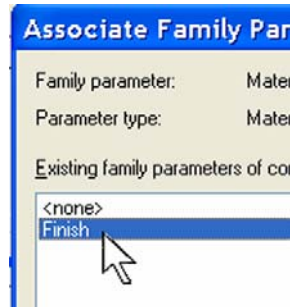 Associate Family Par
Family parameter: Mater
Parameter type: Mater
Existing family parameters of co
<none>
Finish